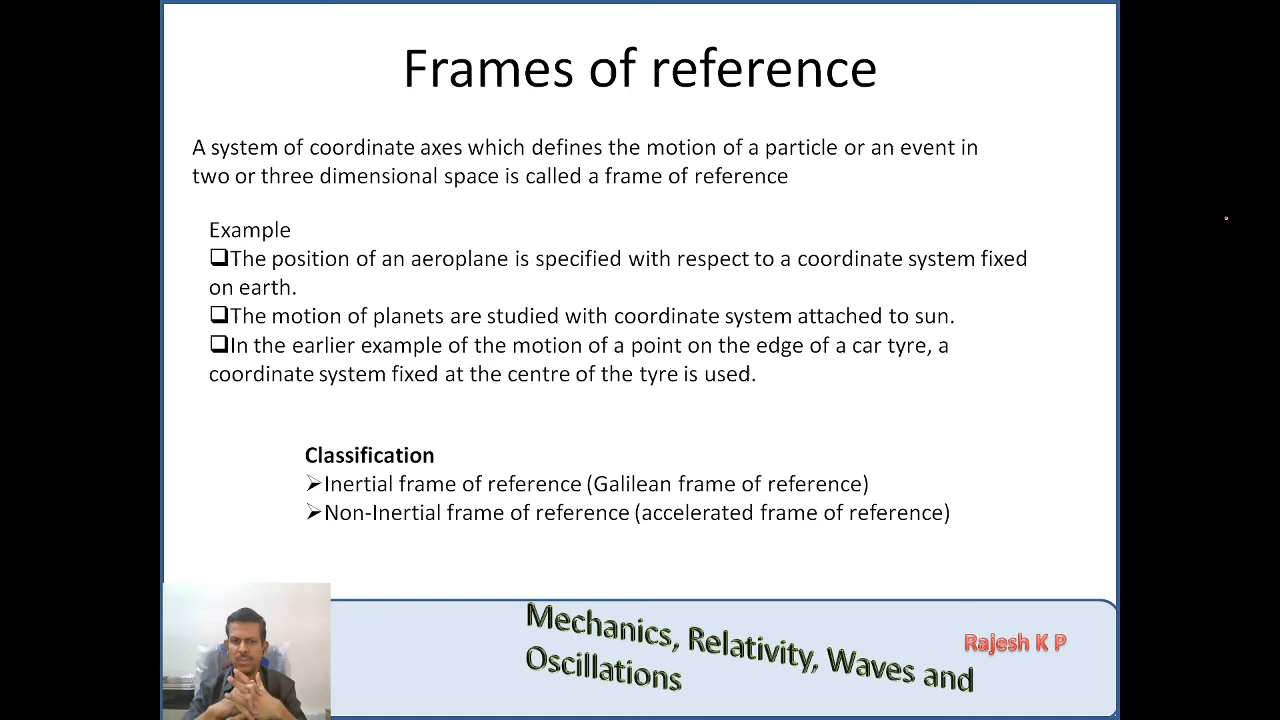 Frames of reference
A system of coordinate axes which defines the motion of a particle or an event in
two or three dimensional space is called a frame of reference
Example
❑The position of an aeroplane is specified with respect to a coordinate system fixed
on earth.
❑The motion of planets are studied with coordinate system attached to sun.
❑In the earlier example of the motion of a point on the edge of a car tyre, a
coordinate system fixed at the centre of the tyre is used.
Classification
➢Inertial frame of reference (Galilean frame of reference)
➢Non-Inertial frame of reference (accelerated frame of reference)
Mechanics, Relativity, Waves and
Oscillations
Rajesh K P